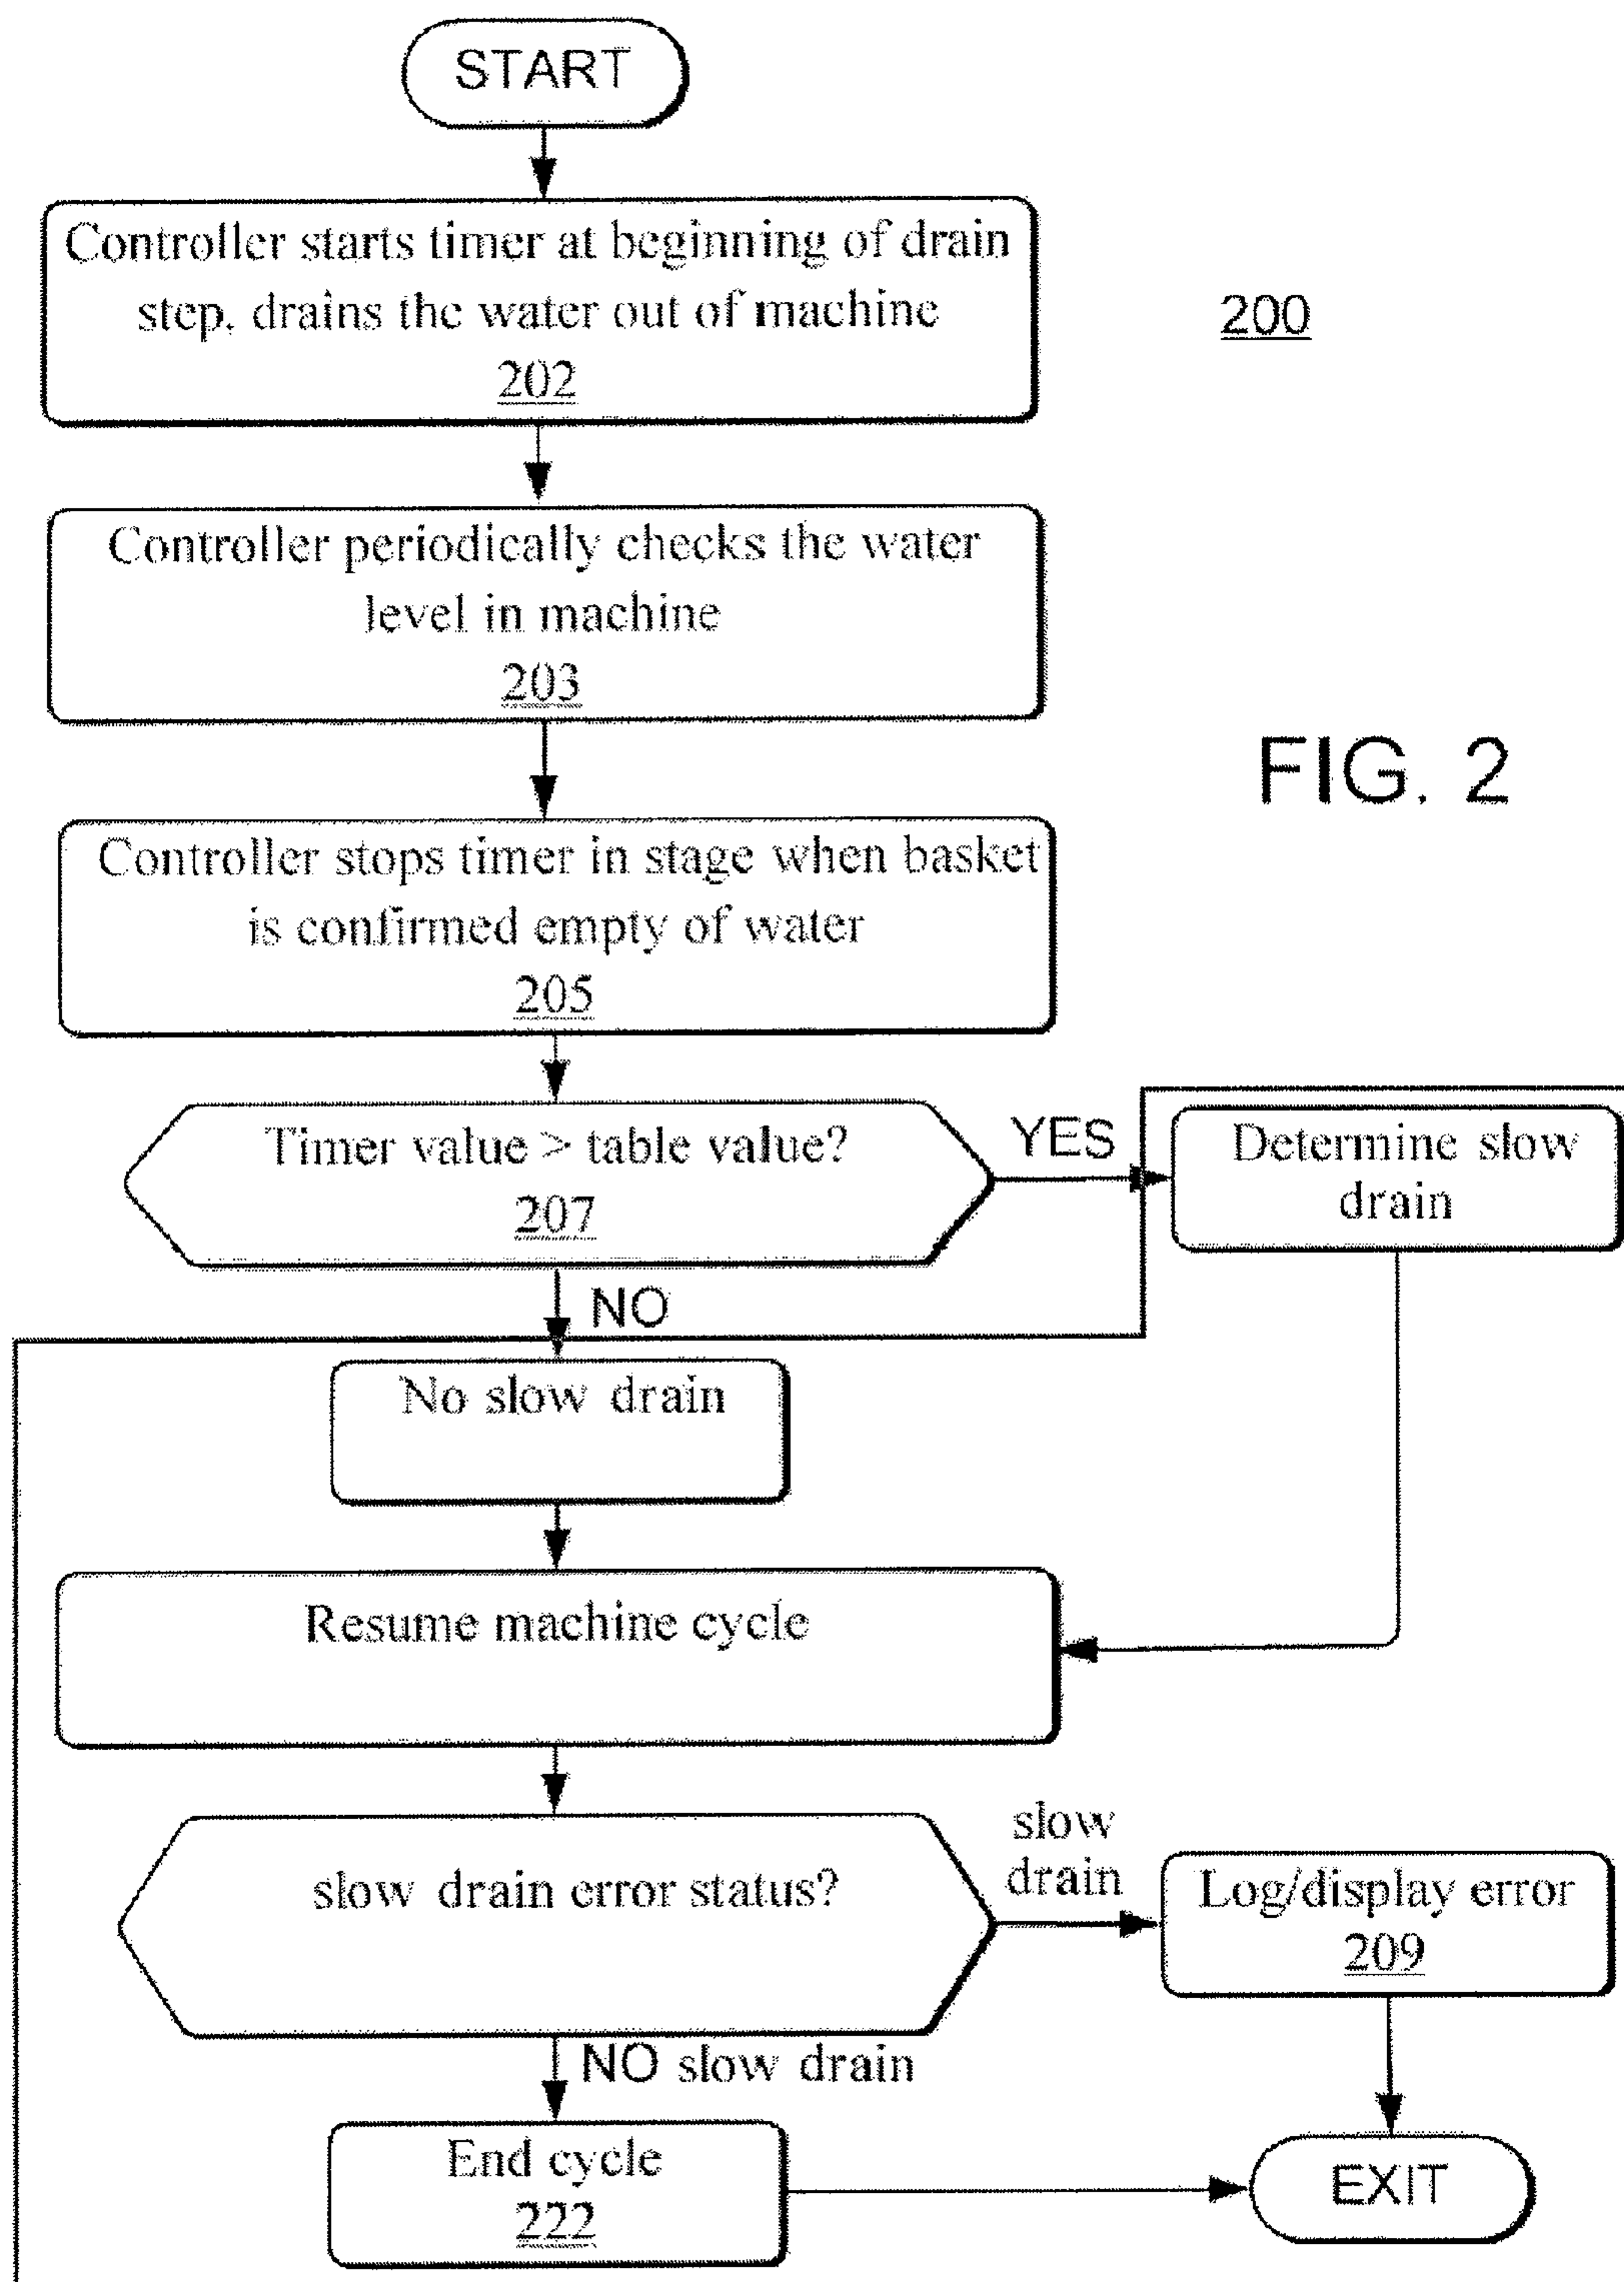 START
Controller starts timer at beginning of drain
step, drains the water out of machine
202
200
Controller periodically checks the water
level in machine
203
FIG. 2
Controller stops timer in stage when basket
is confirmed empty of water
205
Timer value > table value?
207
YES
Determine slow
drain
NO
No slow drain
Resume machine cycle
slow drain error status?
slow
drain
Log/display error
209
NO slow drain
End cycle
222
EXIT